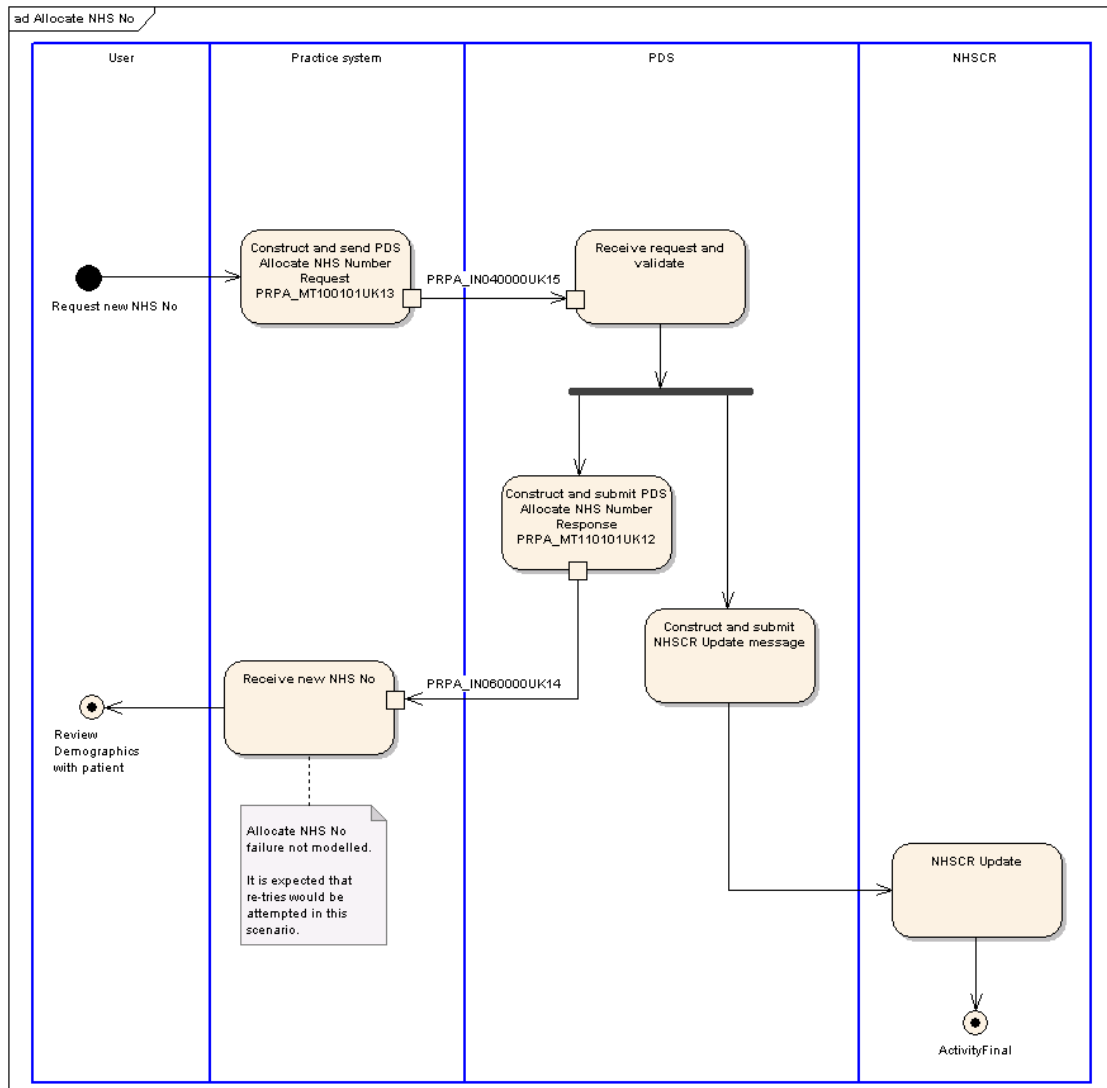 ad Allocate NHS No
User
Practice system
PDS
NHSCR
Construct and send PDS
Allocate NHS Number
Request
PRPA_MT100101UK13
Receive request and
validate
PRPA_IN040000UK15
Request new NHS No
Construct and submit PDS
Allocate NHS Number
Response
PRPA_MT110101UK12
Construct and submit
NHSCR Update message
Receive new NHS No
PRPA_IN060000UK14
Review
Demographics
with patient
Allocate NHS No
failure not modelled.
It is expected that
re-tries would be
attempted in this
scenario.
NHSCR Update
ActivityFinal